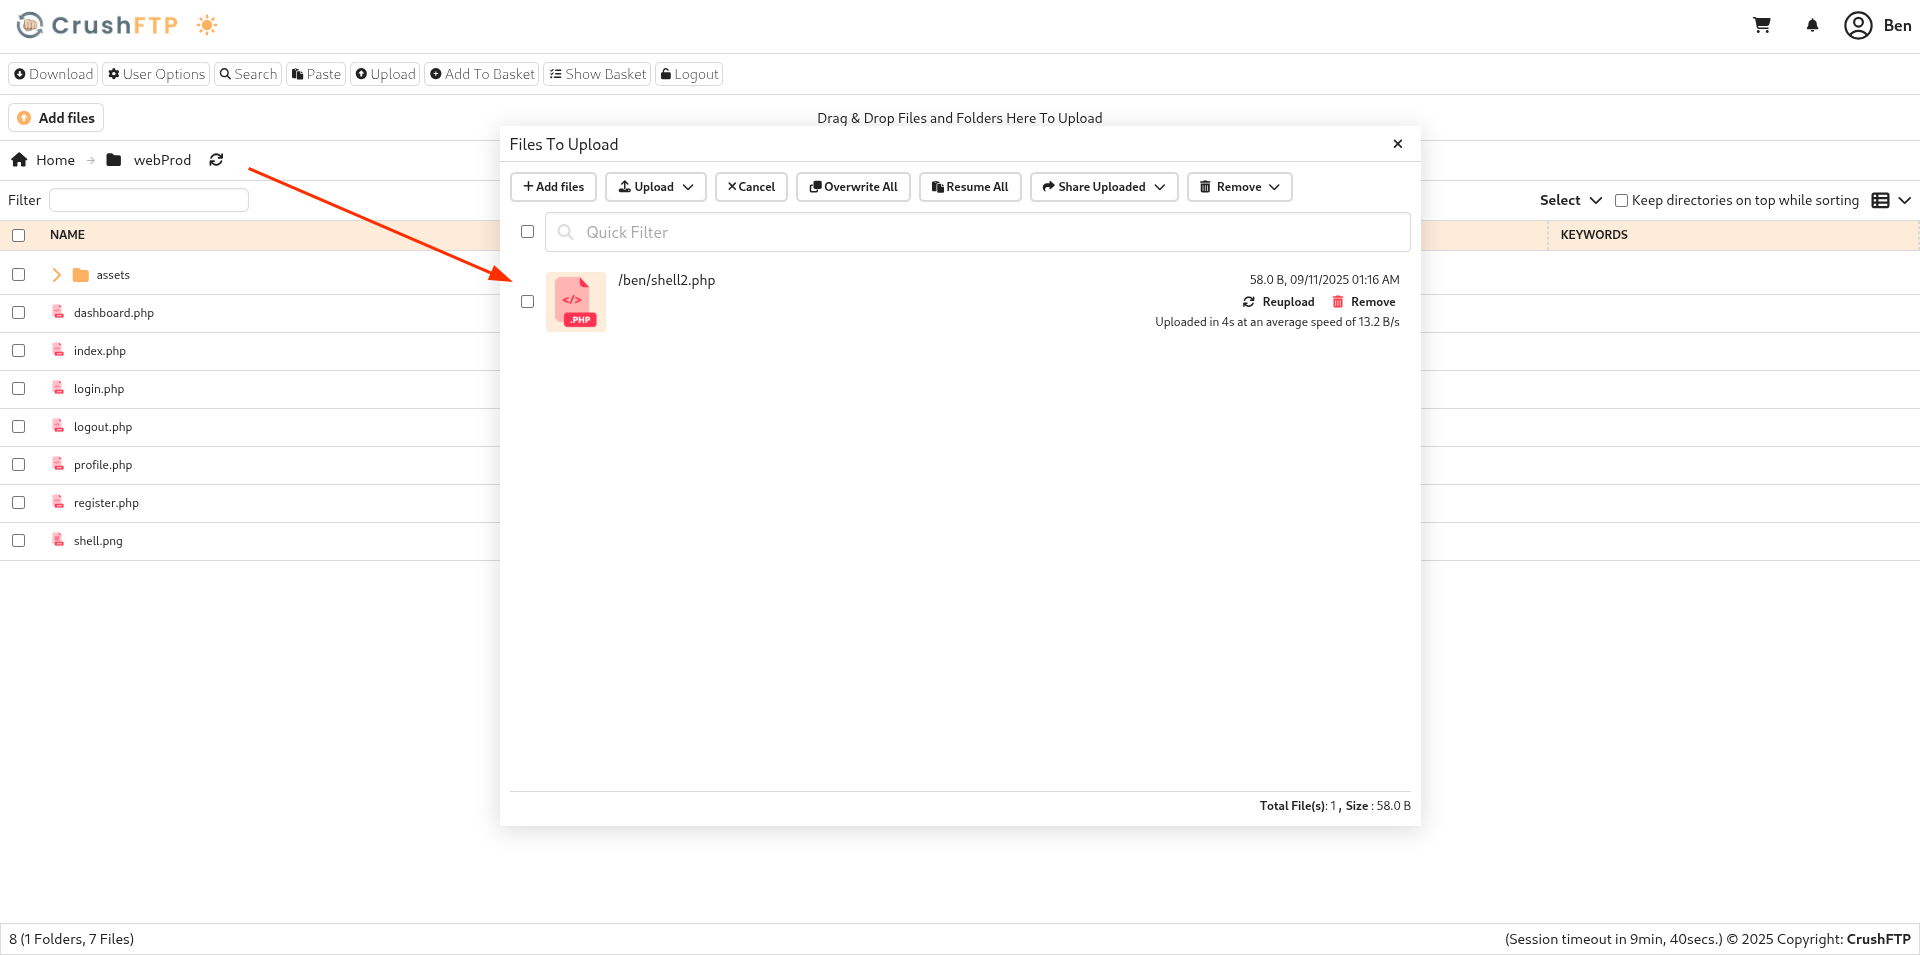 CrushFTP
Ben
Download User Options Search Paste Upload Add To Basket Show Basket Logout
Add files
Drag & Drop Files and Folders Here To Upload
Home webProd
Filter
Select Keep directories on top while sorting
NAME
KEYWORDS
assets
dashboard.php
index.php
login.php
logout.php
profile.php
register.php
shell.png
Files To Upload
Add files Upload Cancel Overwrite All Resume All Share Uploaded Remove
Quick Filter
/ben/shell2.php
58.0 B, 09/11/2025 01:16 AM
</>
.PHP
Reupload Remove
Uploaded in 4s at an average speed of 13.2 B/s
Total File(s): 1 , Size : 58.0 B
8 (1 Folders, 7 Files)
(Session timeout in 9min, 40secs.) © 2025 Copyright: CrushFTP